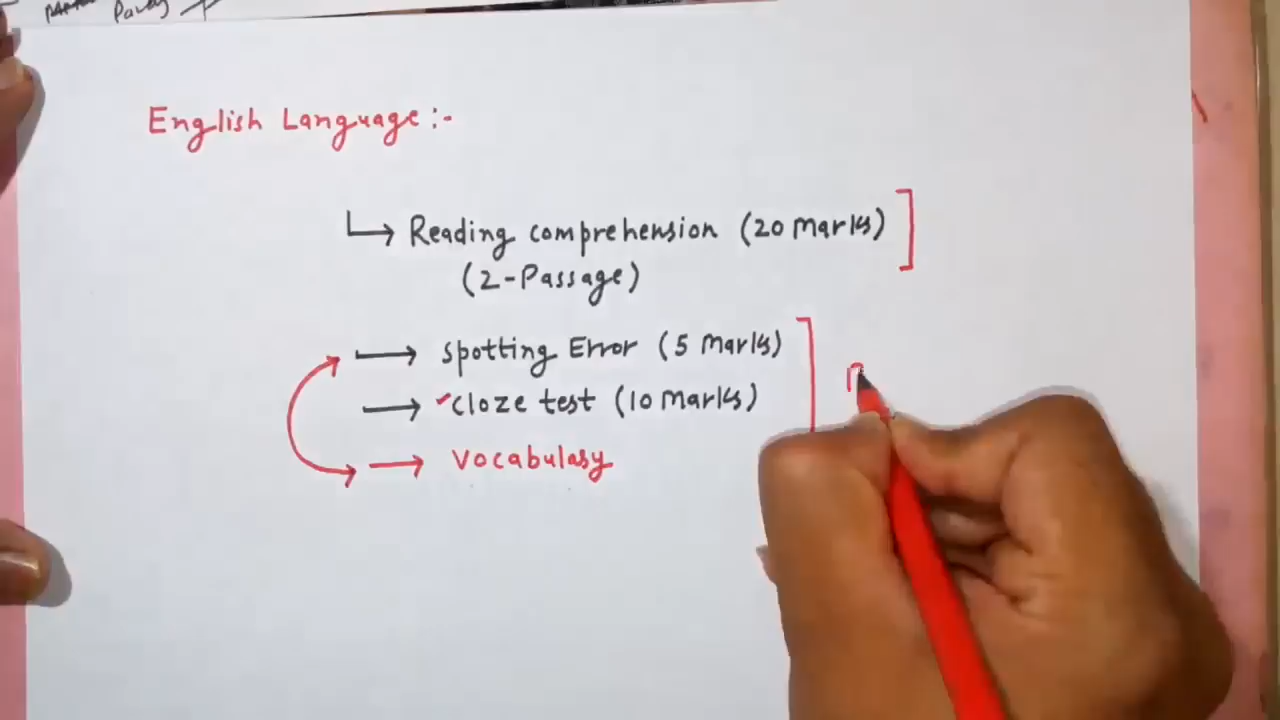 English Language :-
Reading comprehension (20 Marks)
(2-Passage)
Spotting Error (5 Marks)
cloze test (10 Marks)
Vocabulary